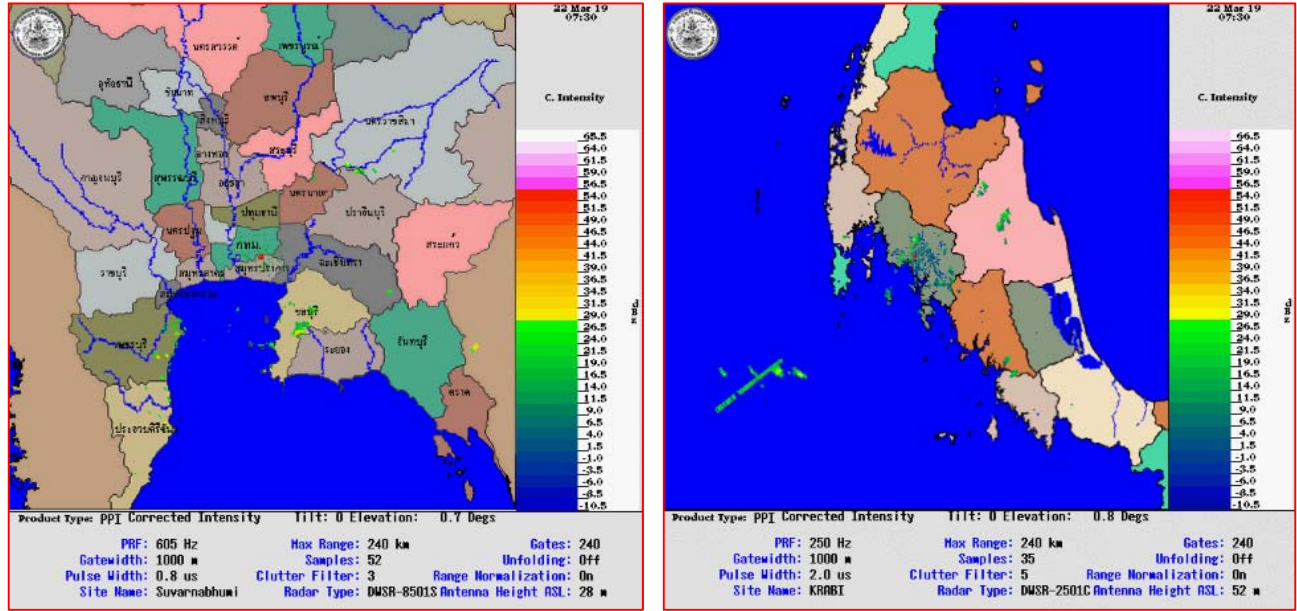 22 Mar 19
07:30
C. Intensity
65.5
64.0
61.5
59.0
56.5
54.0
51.5
49.0
46.5
44.0
41.5
39.0
36.5
34.5
31.5
29.0
26.5
24.0
21.5
19.0
16.5
14.0
11.5
9.0
6.5
4.0
1.5
-1.0
-3.5
-6.0
-8.5
-10.5
นครสวรรค์
เพชรบูรณ์
อุทัยธานี
ชัยนาท
ลพบุรี
สิงห์บุรี
นครราชสีมา
อ่างทอง
สระบุรี
กาญจนบุรี
สุพรรณบุรี
อยุธยา
นครนายก
ปราจีนบุรี
ปทุมธานี
นครปฐม
กทม.
สระแก้ว
ราชบุรี
สมุทรสาคร
สมุทรปราการ
ฉะเชิงเทรา
สมุทรสงคราม
ชลบุรี
เพชรบุรี
ระยอง
จันทบุรี
ตราด
ประจวบคีรีขันธ์
Product Type: PPI Corrected Intensity Tilt: 0 Elevation: 0.7 Degs
PRF: 605 Hz Max Range: 240 km Gates: 240
Gatewidth: 1000 m Samples: 52 Unfolding: Off
Pulse Width: 0.8 us Clutter Filter: 3 Range Normalization: On
Site Name: Suvarnabhumi Radar Type: DWSR-8501S Antenna Height ASL: 28 m
22 Mar 19
07:30
C. Intensity
66.5
64.0
61.5
59.0
56.5
54.0
51.5
49.0
46.5
44.0
41.5
39.0
36.5
34.5
31.5
29.0
26.5
24.0
21.5
19.0
16.5
14.0
11.5
9.0
6.5
4.0
1.5
-1.0
-3.5
-6.0
-8.5
-10.5
Product Type: PPI Corrected Intensity Tilt: 0 Elevation: 0.8 Degs
PRF: 250 Hz Max Range: 240 km Gates: 240
Gatewidth: 1000 m Samples: 35 Unfolding: Off
Pulse Width: 2.0 us Clutter Filter: 5 Range Normalization: On
Site Name: KRABI Radar Type: DWSR-2501C Antenna Height ASL: 52 m